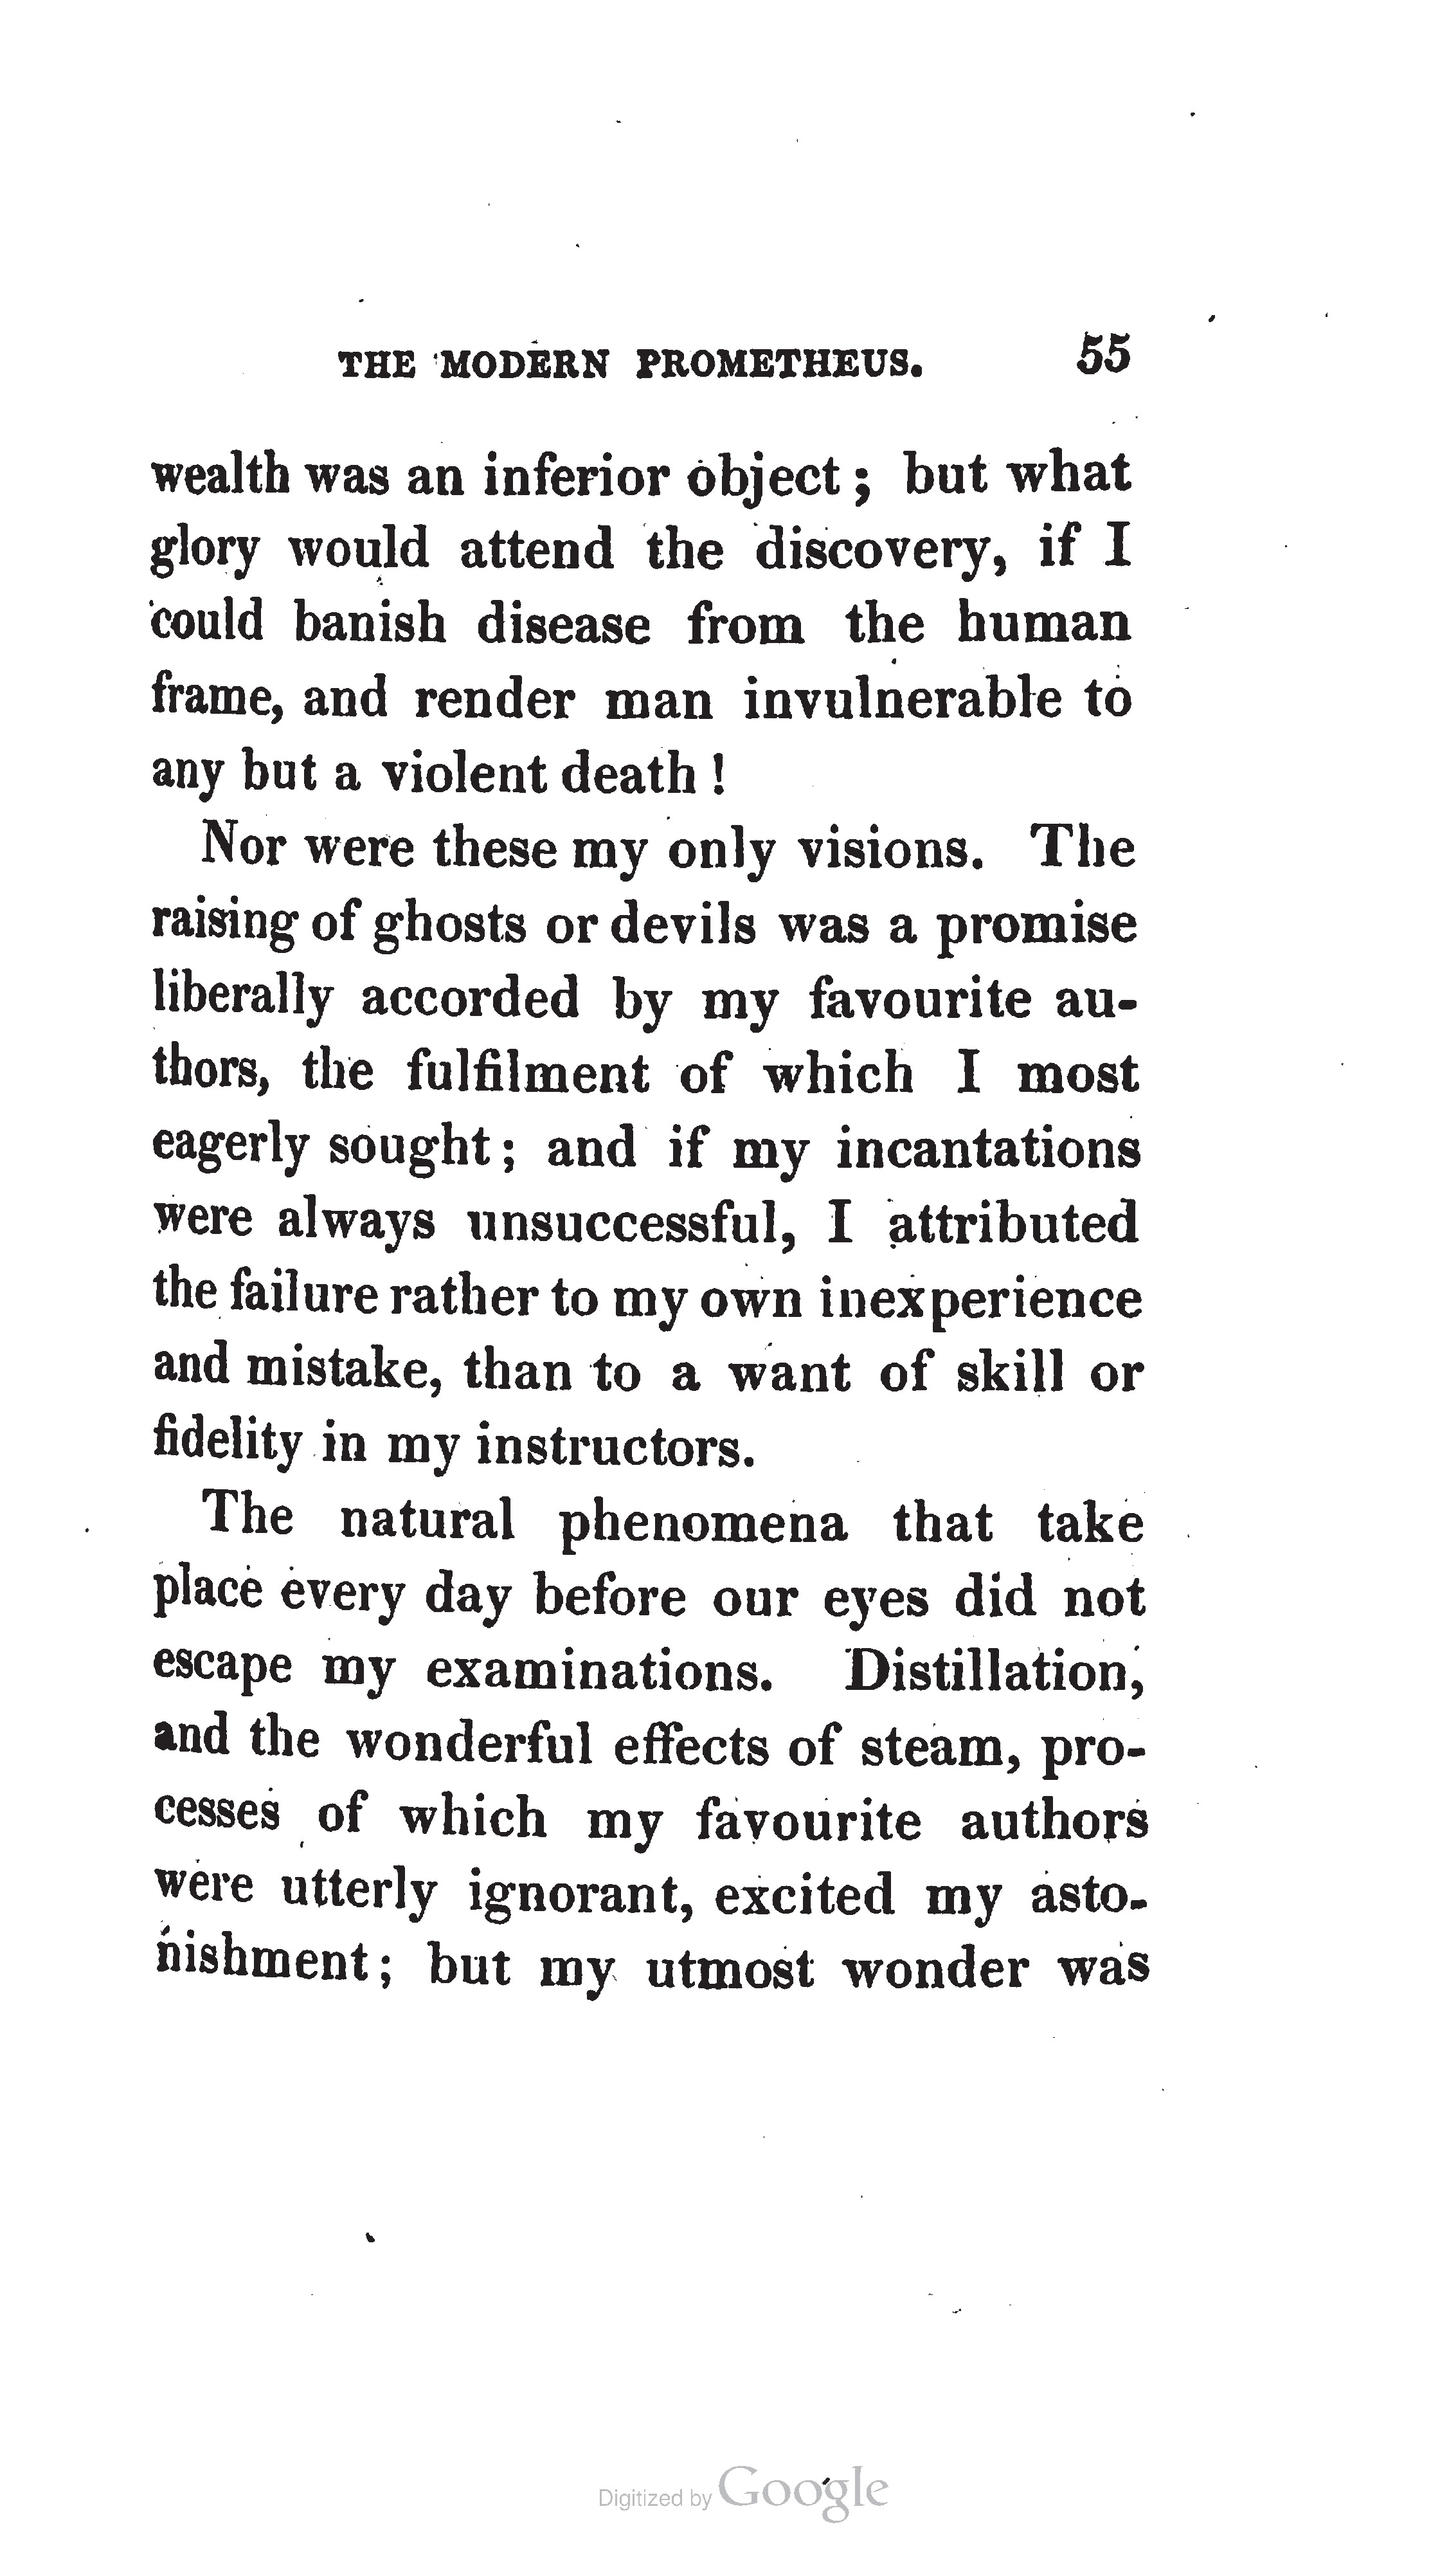 THE MODERN PROMETHEUS. 55
wealth was an inferior object ; but what
glory would attend the discovery, if I
could banish disease from the human
frame, and render man invulnerable to
any but a violent death !
Nor were these my only visions. The
raising of ghosts or devils was a promise
liberally accorded by my favourite au-
thors, the fulfilment of which I most
eagerly sought ; and if my incantations
were always unsuccessful, I attributed
the failure rather to my own inexperience
and mistake, than to a want of skill or
fidelity in my instructors.
The natural phenomena that take
place every day before our eyes did not
escape my examinations. Distillation,
and the wonderful effects of steam, pro-
cesses of which my favourite authors
were utterly ignorant, excited my asto-
nishment ; but my utmost wonder was
Digitized by Google